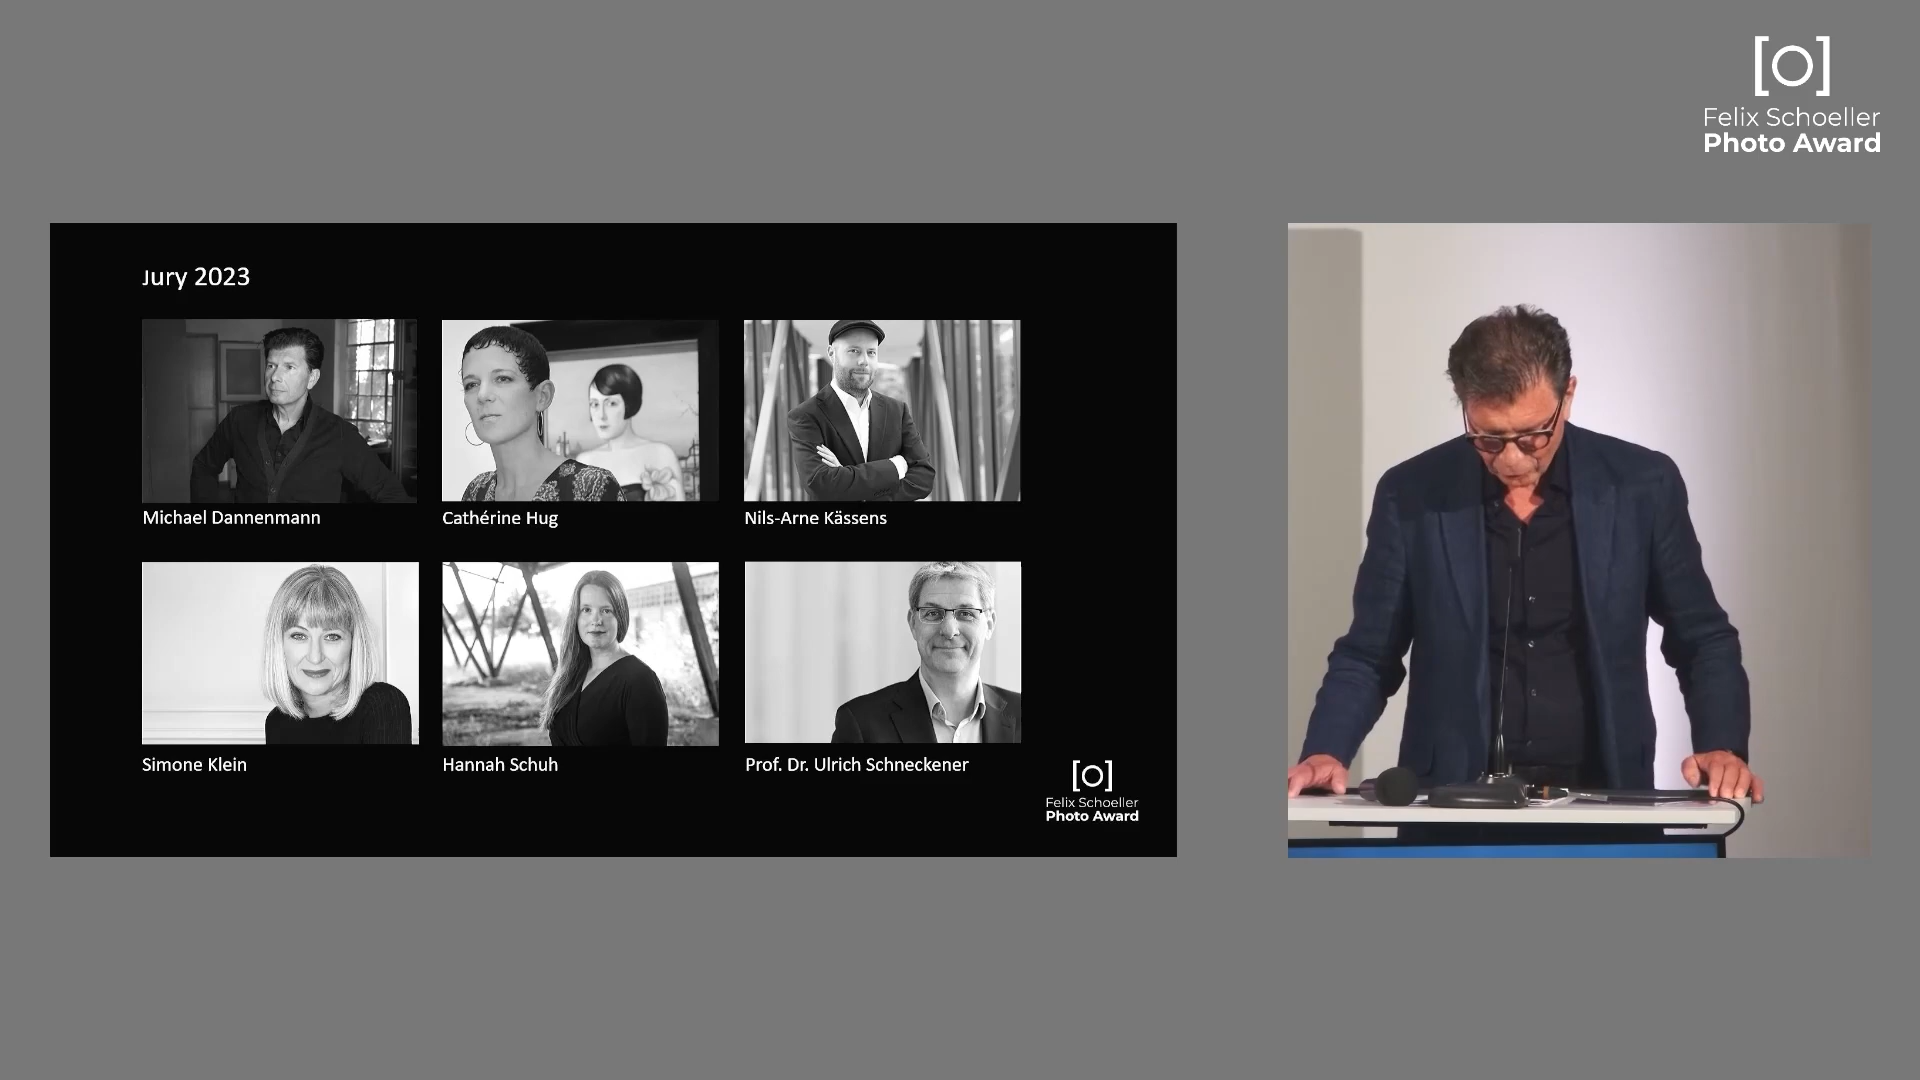 Felix Schoeller
Photo Award
Jury 2023
Michael Dannenmann
Cathérine Hug
Nils-Arne Kässens
Simone Klein
Hannah Schuh
Prof. Dr. Ulrich Schneckener
Felix Schoeller
Photo Award